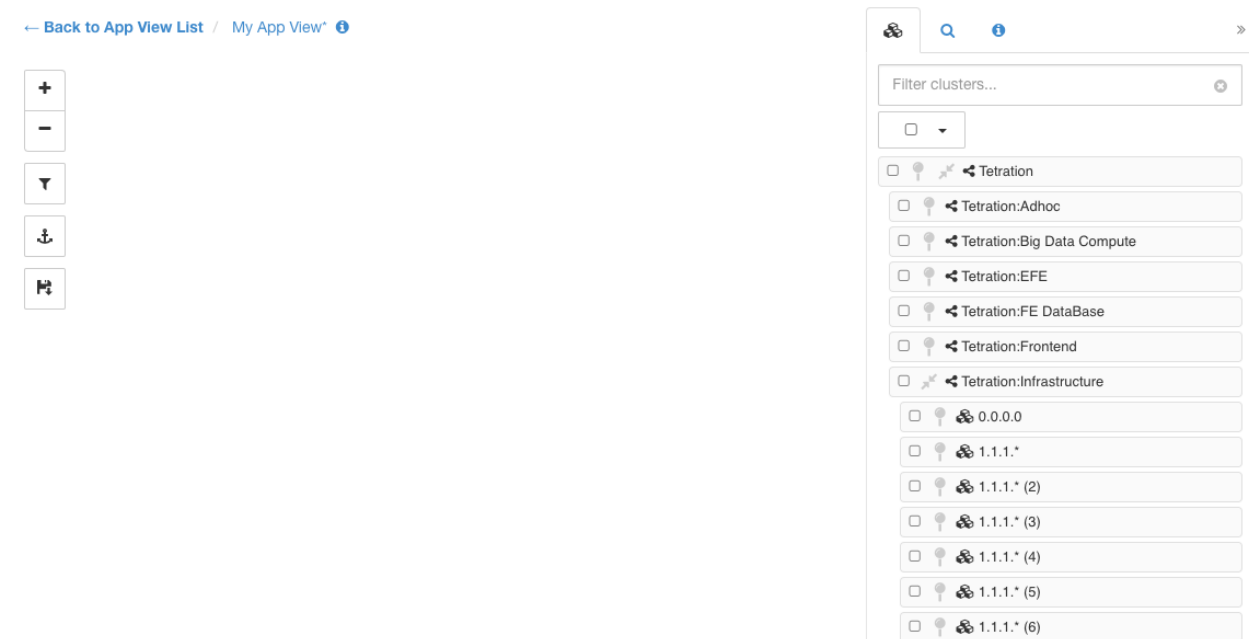 ← Back to App View List / My App View*
Filter clusters...
Tetration
Tetration:Adhoc
Tetration:Big Data Compute
Tetration:EFE
Tetration:FE DataBase
Tetration:Frontend
Tetration:Infrastructure
0.0.0.0
1.1.1.*
1.1.1.* (2)
1.1.1.* (3)
1.1.1.* (4)
1.1.1.* (5)
1.1.1.* (6)